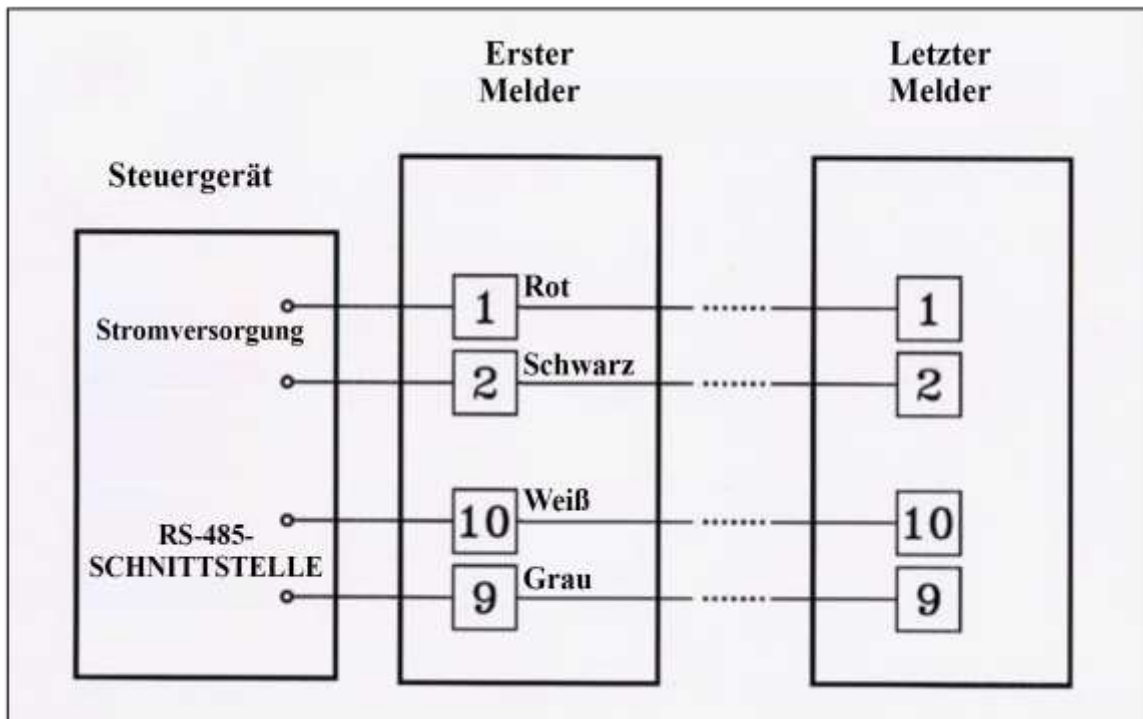 Erster
Melder
Letzter
Melder
Steuergerät
Stromversorgung
RS-485-
SCHNITTSTELLE
1
Rot
2
Schwarz
10
Weiß
9
Grau
1
2
10
9